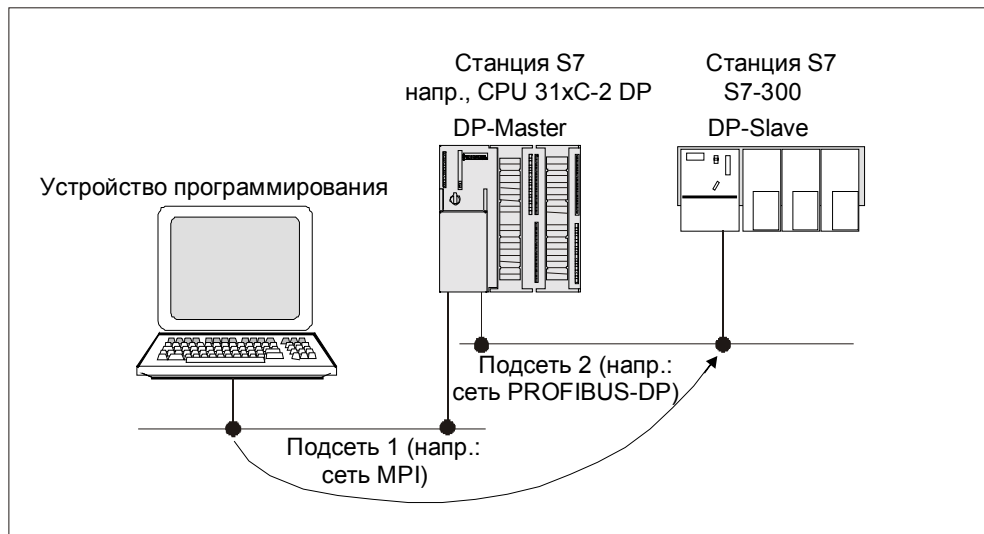 Станция S7
напр., CPU 31xC-2 DP
DP-Master
Станция S7
S7-300
DP-Slave
Устройство программирования
Подсеть 2 (напр.:
сеть PROFIBUS-DP)
Подсеть 1 (напр.:
сеть MPI)